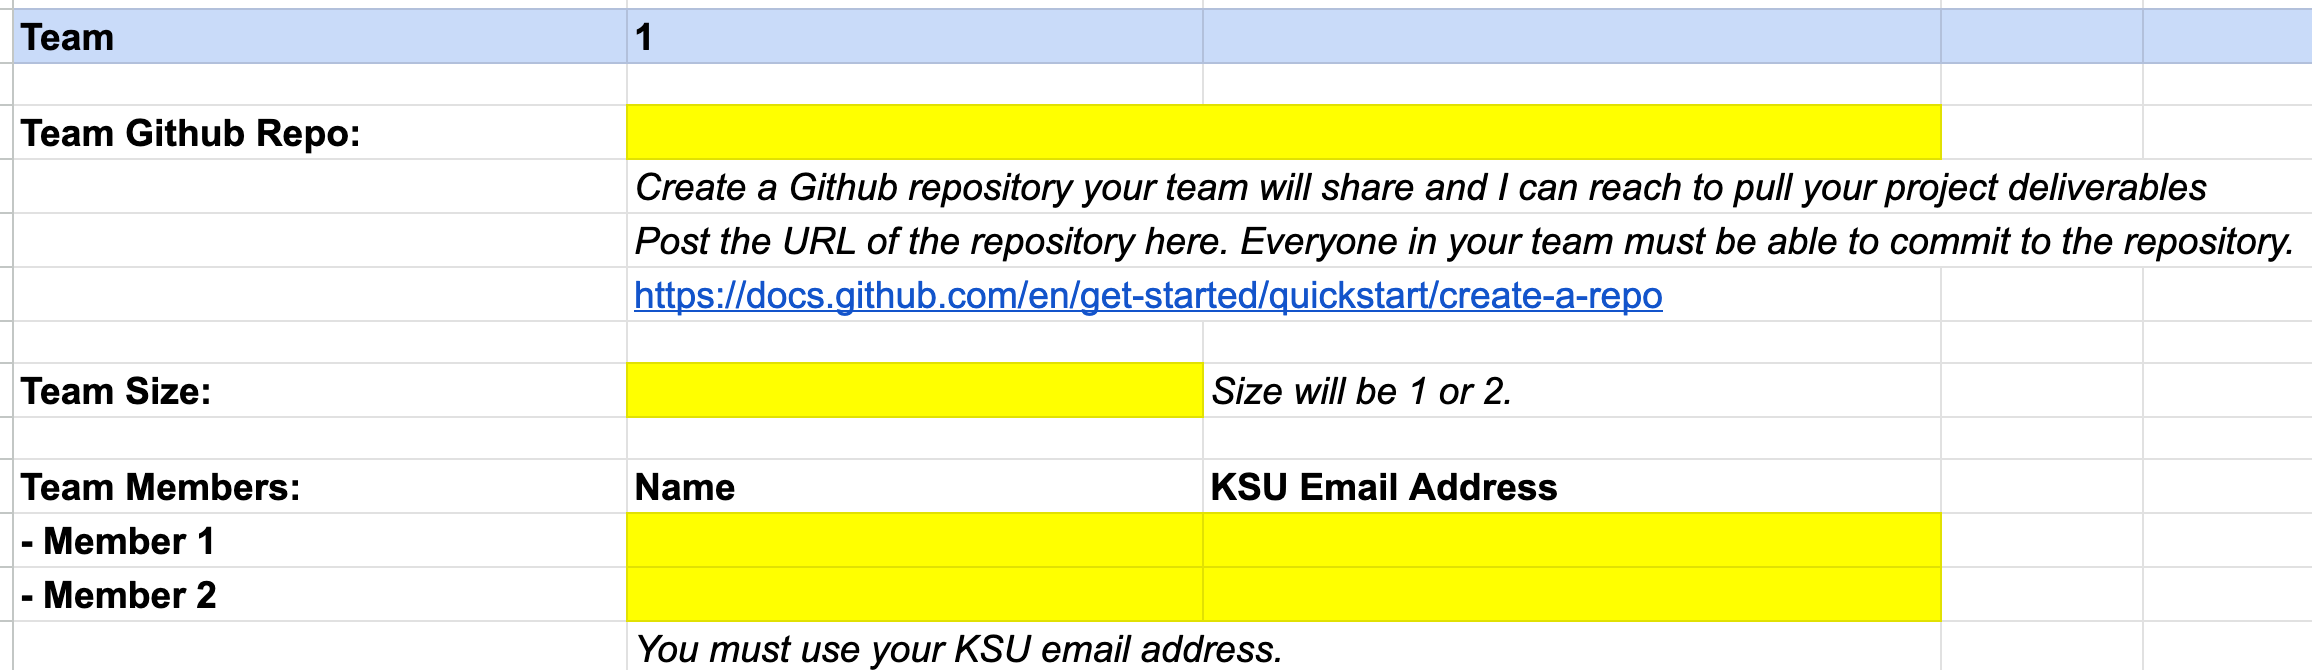 Team 1
Team Github Repo:
Create a Github repository your team will share and I can reach to pull your project deliverables
Post the URL of the repository here. Everyone in your team must be able to commit to the repository.
https://docs.github.com/en/get-started/quickstart/create-a-repo
Team Size: Size will be 1 or 2.
Team Members: Name KSU Email Address
- Member 1
- Member 2
You must use your KSU email address.